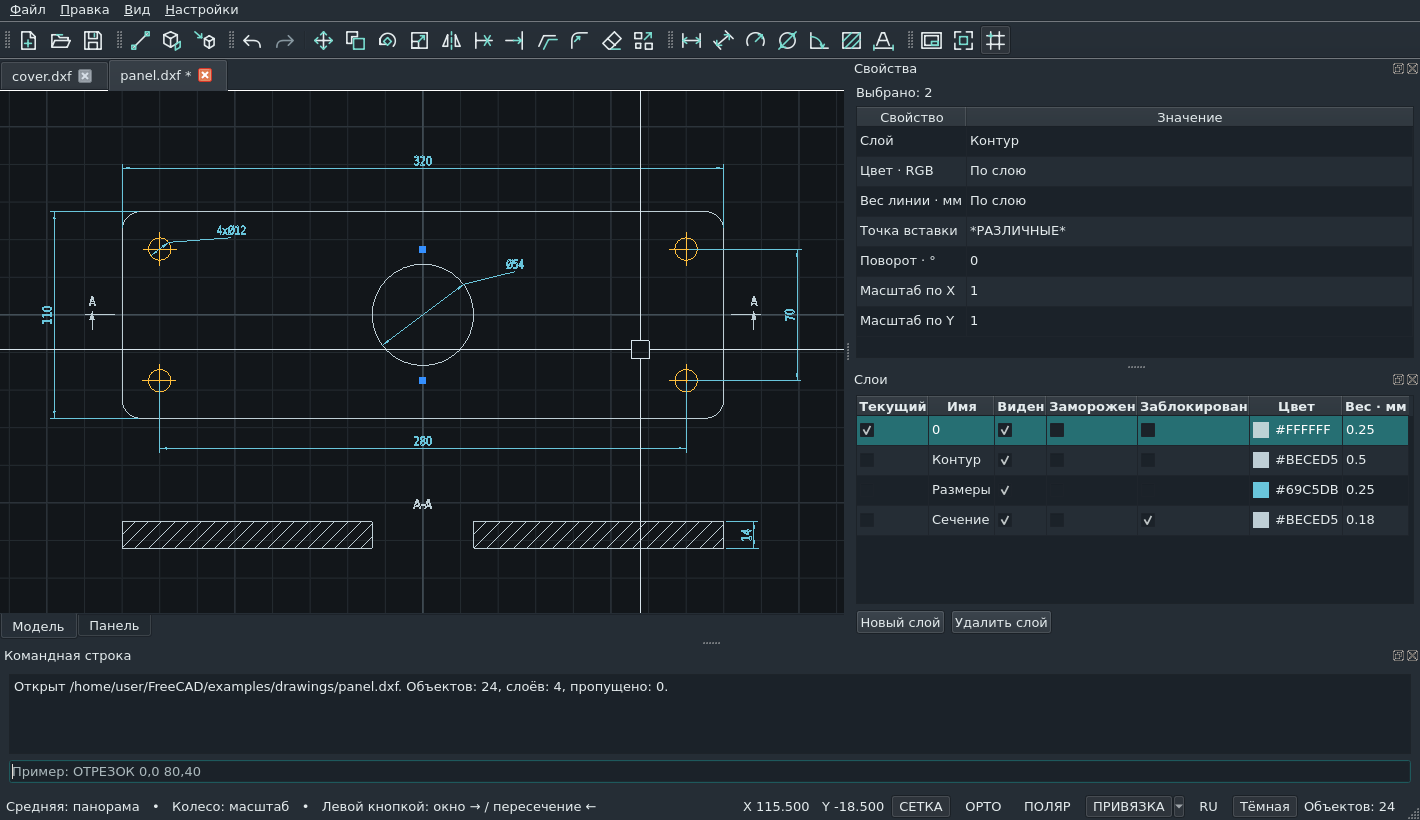 Файл Правка Вид Настройки
cover.dxf
panel.dxf *
320
4xØ12
Ø54
110
A
A
70
280
A-A
14
Модель Панель
Свойства
Выбрано: 2
Свойство Значение
Слой Контур
Цвет · RGB По слою
Вес линии · мм По слою
Точка вставки *РАЗЛИЧНЫЕ*
Поворот · ° 0
Масштаб по X 1
Масштаб по Y 1
Слои
Текущий Имя Виден Заморожен Заблокирован Цвет Вес · мм
0 #FFFFFF 0.25
Контур #BECED5 0.5
Размеры #69C5DB 0.25
Сечение #BECED5 0.18
Новый слой Удалить слой
Командная строка
Открыт /home/user/FreeCAD/examples/drawings/panel.dxf. Объектов: 24, слоёв: 4, пропущено: 0.
Пример: ОТРЕЗОК 0,0 80,40
Средняя: панорама • Колесо: масштаб • Левой кнопкой: окно → / пересечение ← X 115.500 Y -18.500 СЕТКА ОРТО ПОЛЯР ПРИВЯЗКА RU Тёмная Объектов: 24